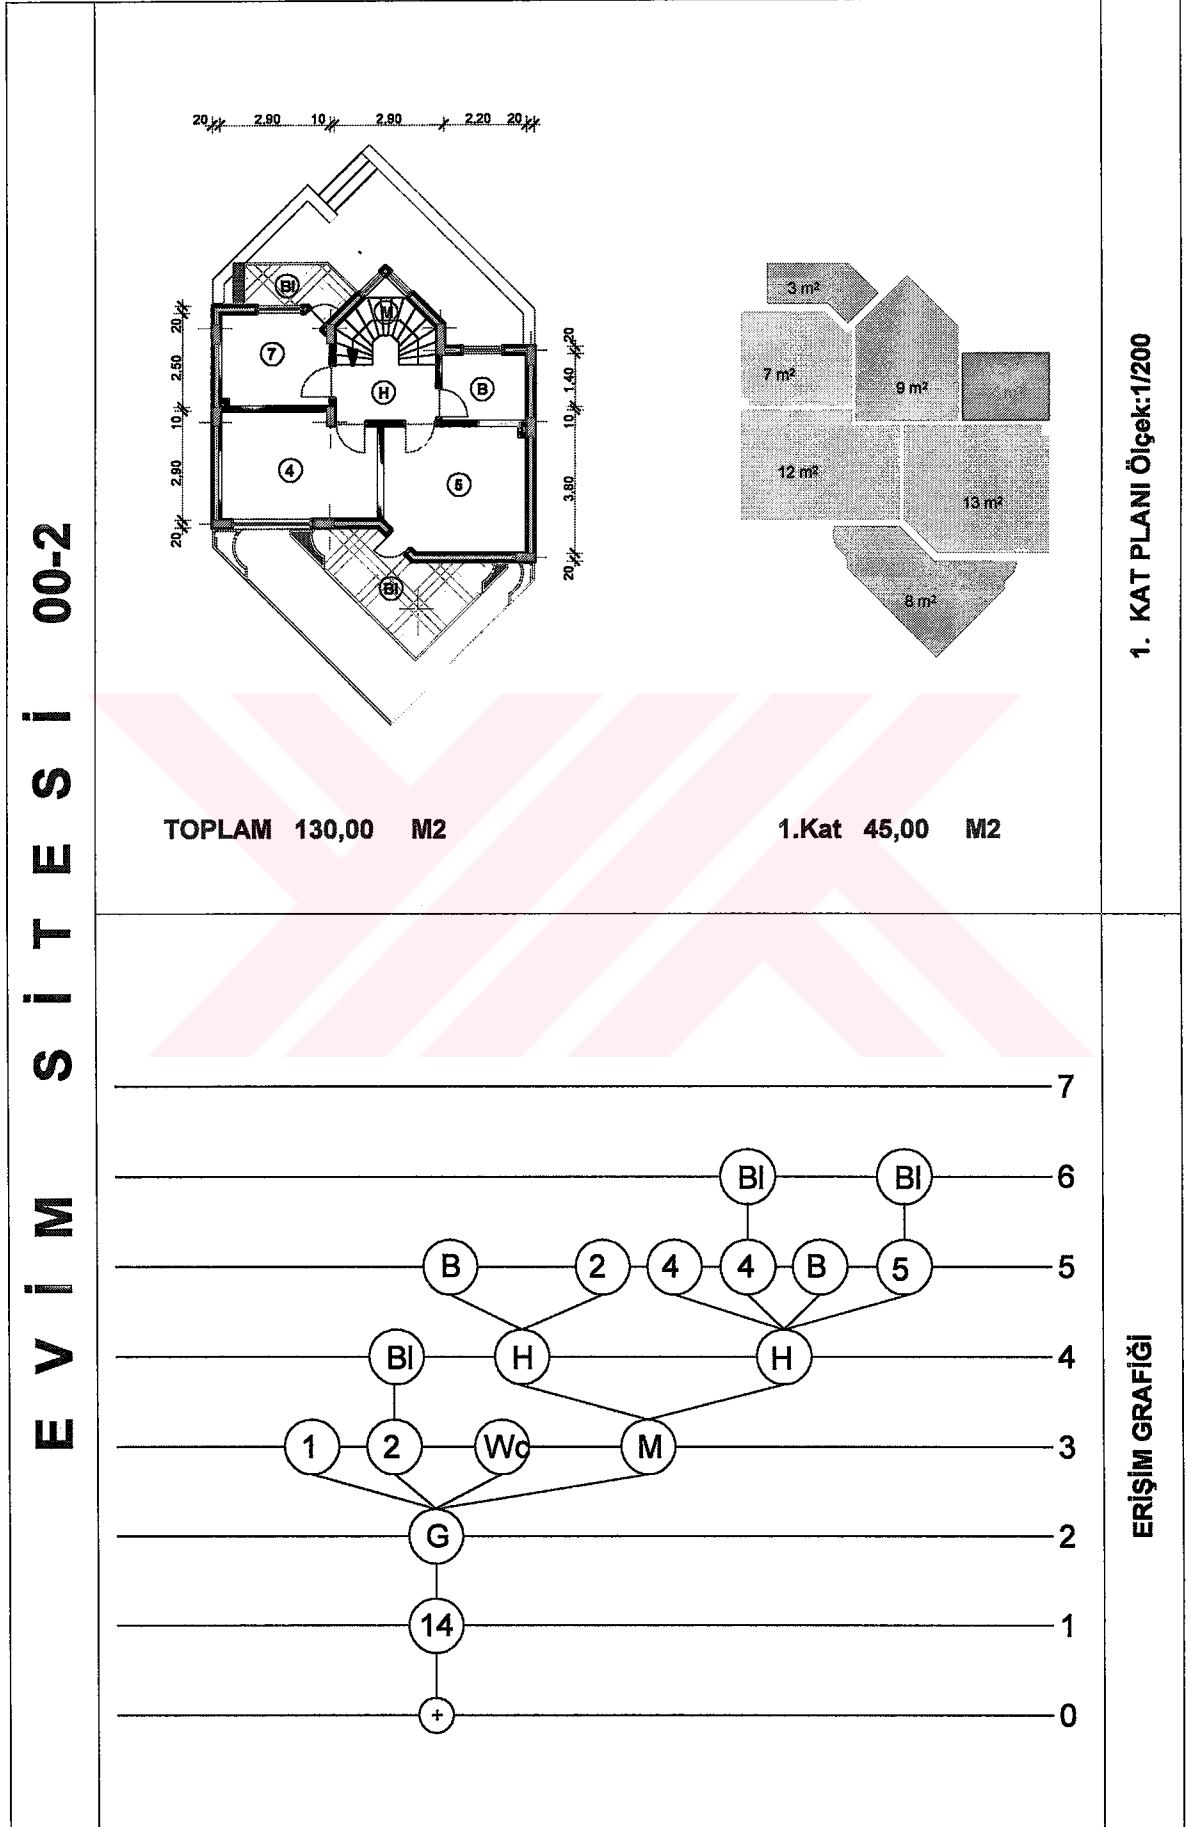 EVİM SİTESİ 00-2
20 2.90 10 2.90 2.20 20
20 2.50 10 2.90 20
20 1.40 10 3.80 20
Bl
M
7
H
B
4
5
Bl
3 m²
7 m²
9 m²
12 m²
13 m²
8 m²
TOPLAM 130,00 M2
1.Kat 45,00 M2
1. KAT PLANI Ölçek:1/200
7
Bl Bl 6
B 2 4 4 B 5 5
Bl H H 4
1 2 Wc M 3
G 2
14 1
+ 0
ERİŞİM GRAFİĞİ